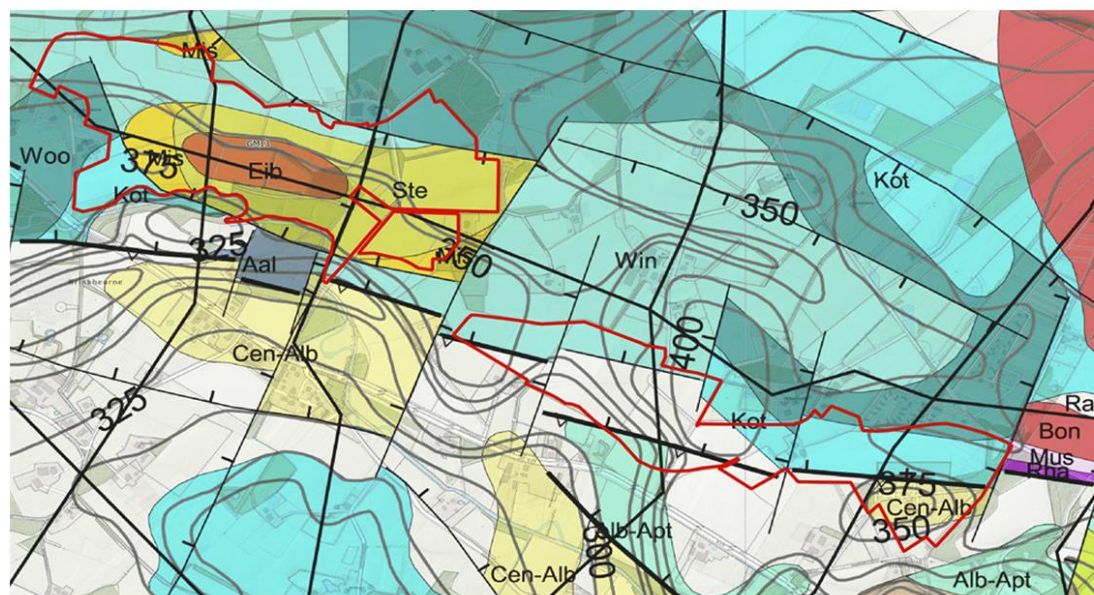 Mis
Woo
375
Mis
Eib
Kot
Ste
Kot
350
325
Aal
Win
350
Cen-Alb
400
325
Kot
Ra
Bon
Mus
Rha
375
Cen-Alb
350
Alb-Apt
Cen-Alb
Alb-Apt